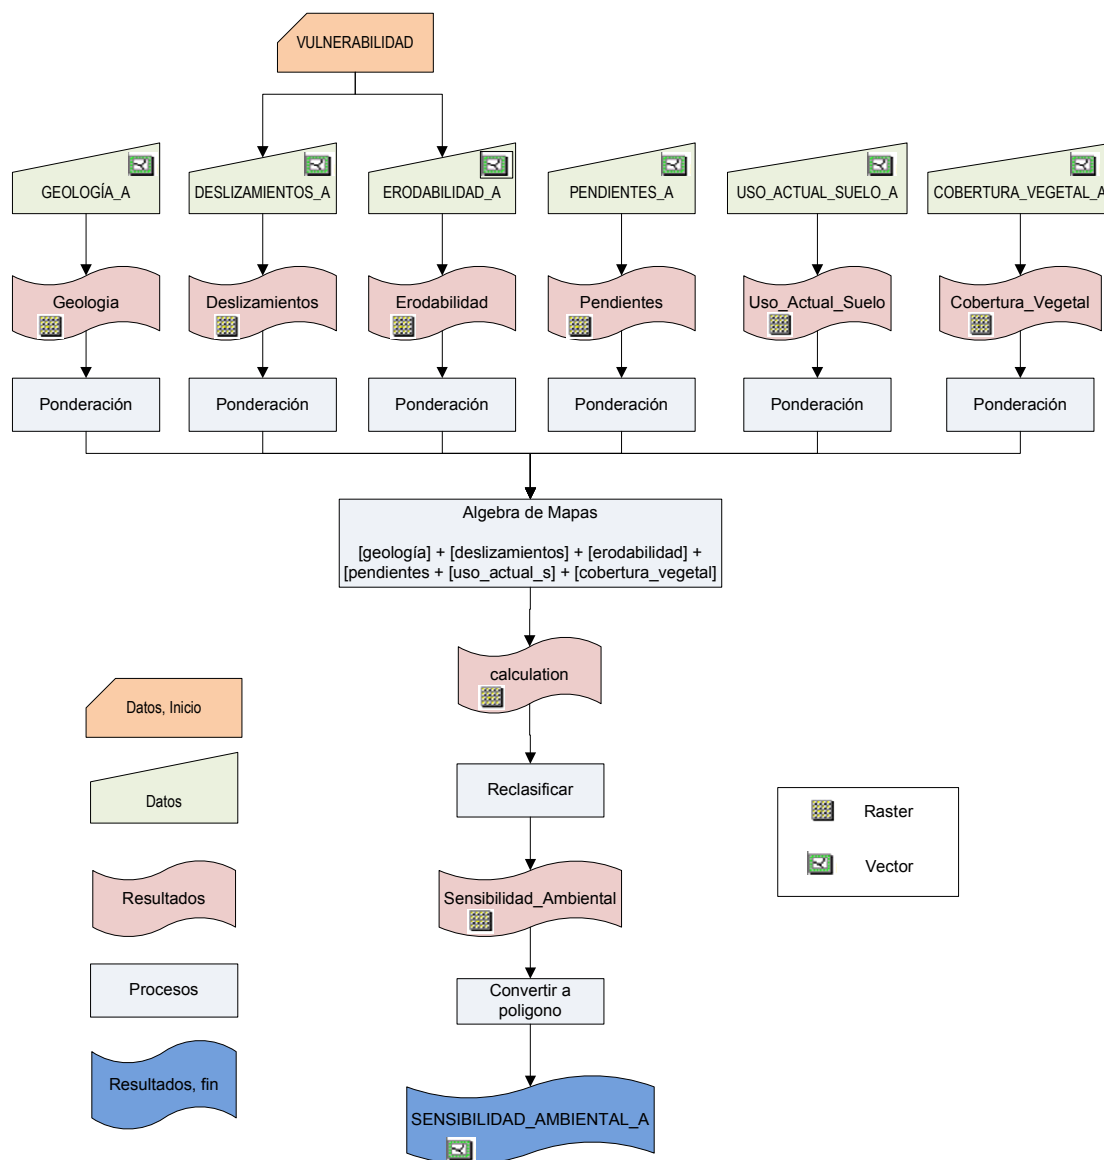 VULNERABILIDAD
GEOLOGÍA_A
DESLIZAMIENTOS_A
ERODABILIDAD_A
PENDIENTES_A
USO_ACTUAL_SUELO_A
COBERTURA_VEGETAL_A
Geologia
Deslizamientos
Erodabilidad
Pendientes
Uso_Actual_Suelo
Cobertura_Vegetal
Ponderación
Ponderación
Ponderación
Ponderación
Ponderación
Ponderación
Algebra de Mapas
[geología] + [deslizamientos] + [erodabilidad] +
[pendientes + [uso_actual_s] + [cobertura_vegetal]
calculation
Reclasificar
Sensibilidad_Ambiental
Convertir a
poligono
SENSIBILIDAD_AMBIENTAL_A
Datos, Inicio
Datos
Resultados
Procesos
Resultados, fin
Raster
Vector